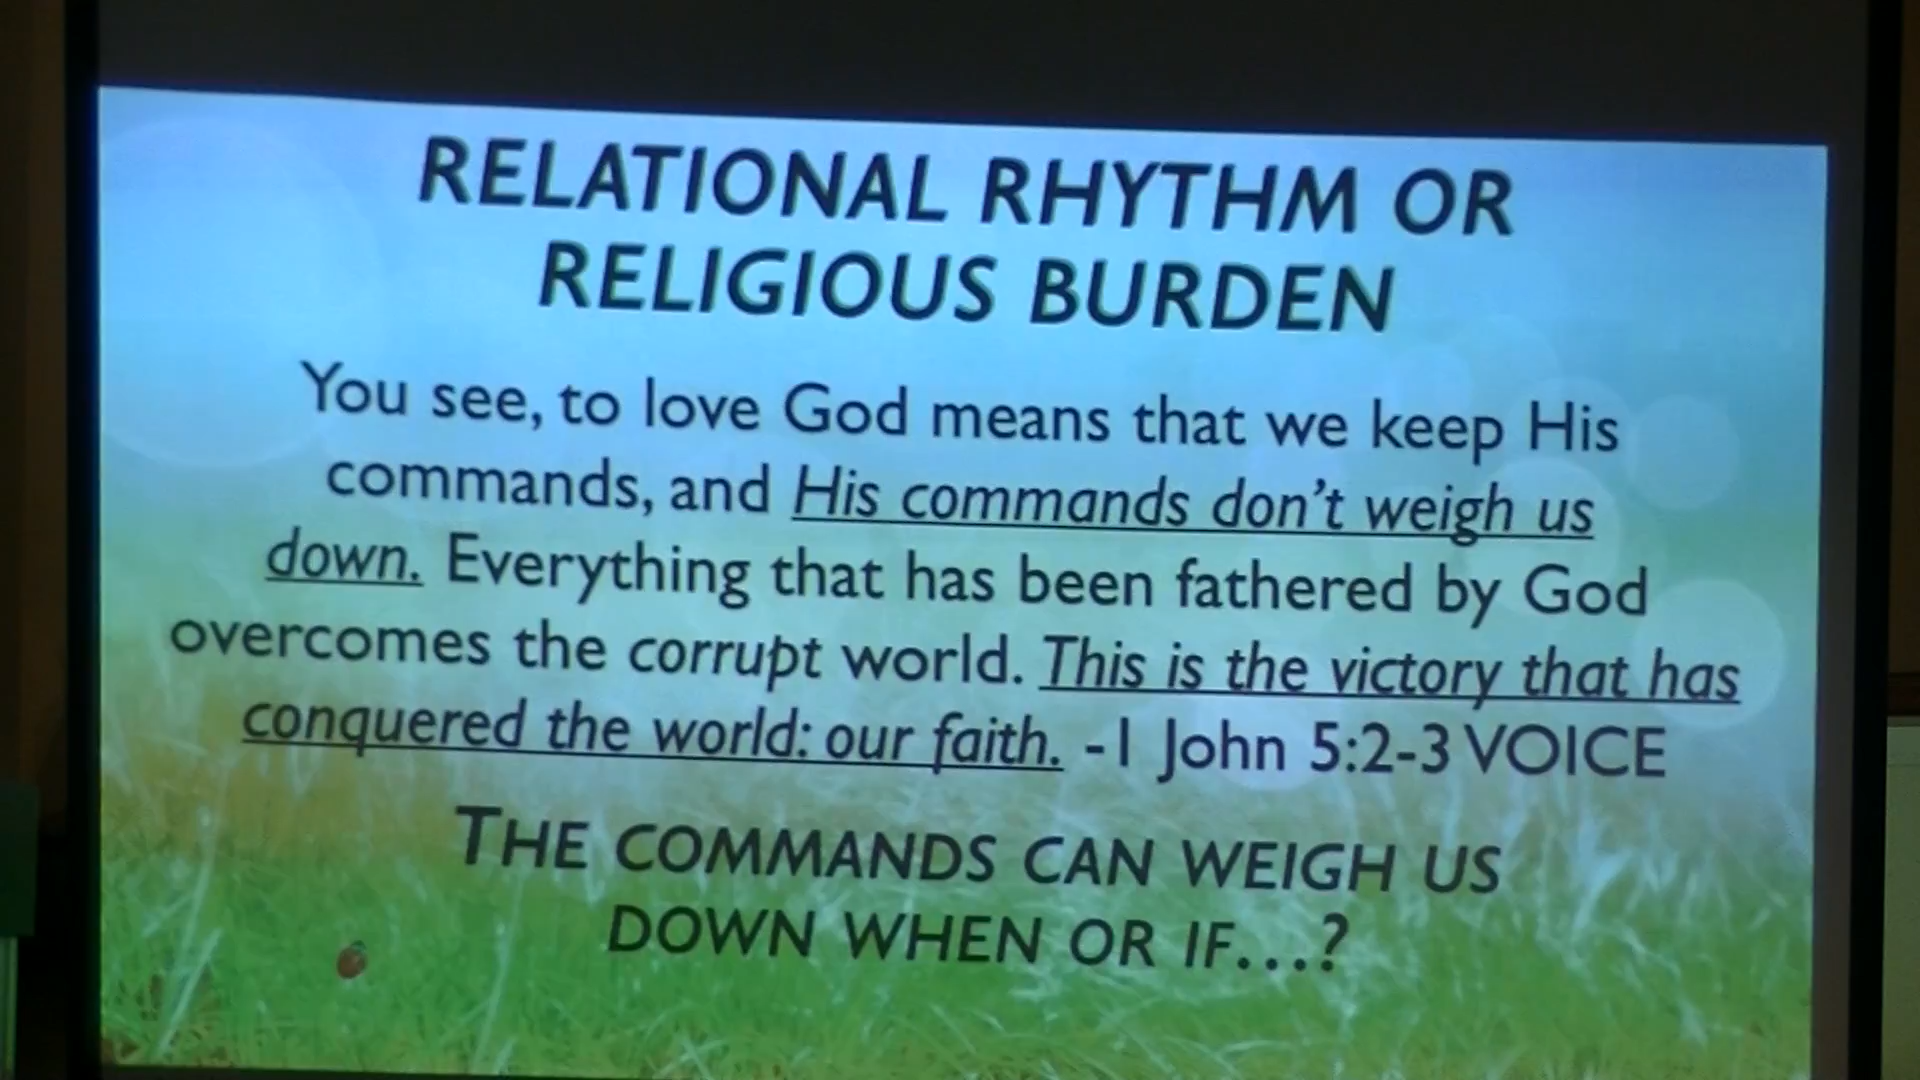 RELATIONAL RHYTHM OR
RELIGIOUS BURDEN
You see, to love God means that we keep His
commands, and His commands don't weigh us
down. Everything that has been fathered by God
overcomes the corrupt world. This is the victory that has
conquered the world: our faith. -1 John 5:2-3 VOICE
THE COMMANDS CAN WEIGH US
DOWN WHEN OR IF...?